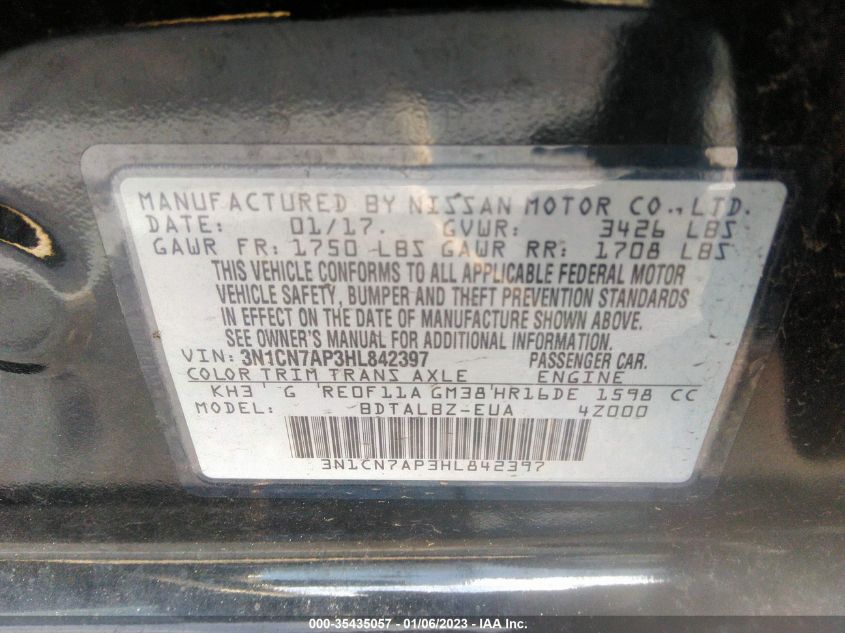 MANUFACTURED BY NISSAN MOTOR CO., LTD.
DATE: 01/17. GVWR: 3426 LBS
GAWR FR: 1750 LBS GAWR RR: 1708 LBS
THIS VEHICLE CONFORMS TO ALL APPLICABLE FEDERAL MOTOR
VEHICLE SAFETY, BUMPER AND THEFT PREVENTION STANDARDS
IN EFFECT ON THE DATE OF MANUFACTURE SHOWN ABOVE.
SEE OWNER'S MANUAL FOR ADDITIONAL INFORMATION.
VIN: 3N1CN7AP3HL842397 PASSENGER CAR.
COLOR TRIM TRANS AXLE ENGINE
KH3 ' G 'RE0F11A GM38'HR16DE 1598 CC
MODEL: BDTALBZ-EUA 4Z000
3N1CN7AP3HL842397
000-35435057 - 01/06/2023 - © IAA Inc.